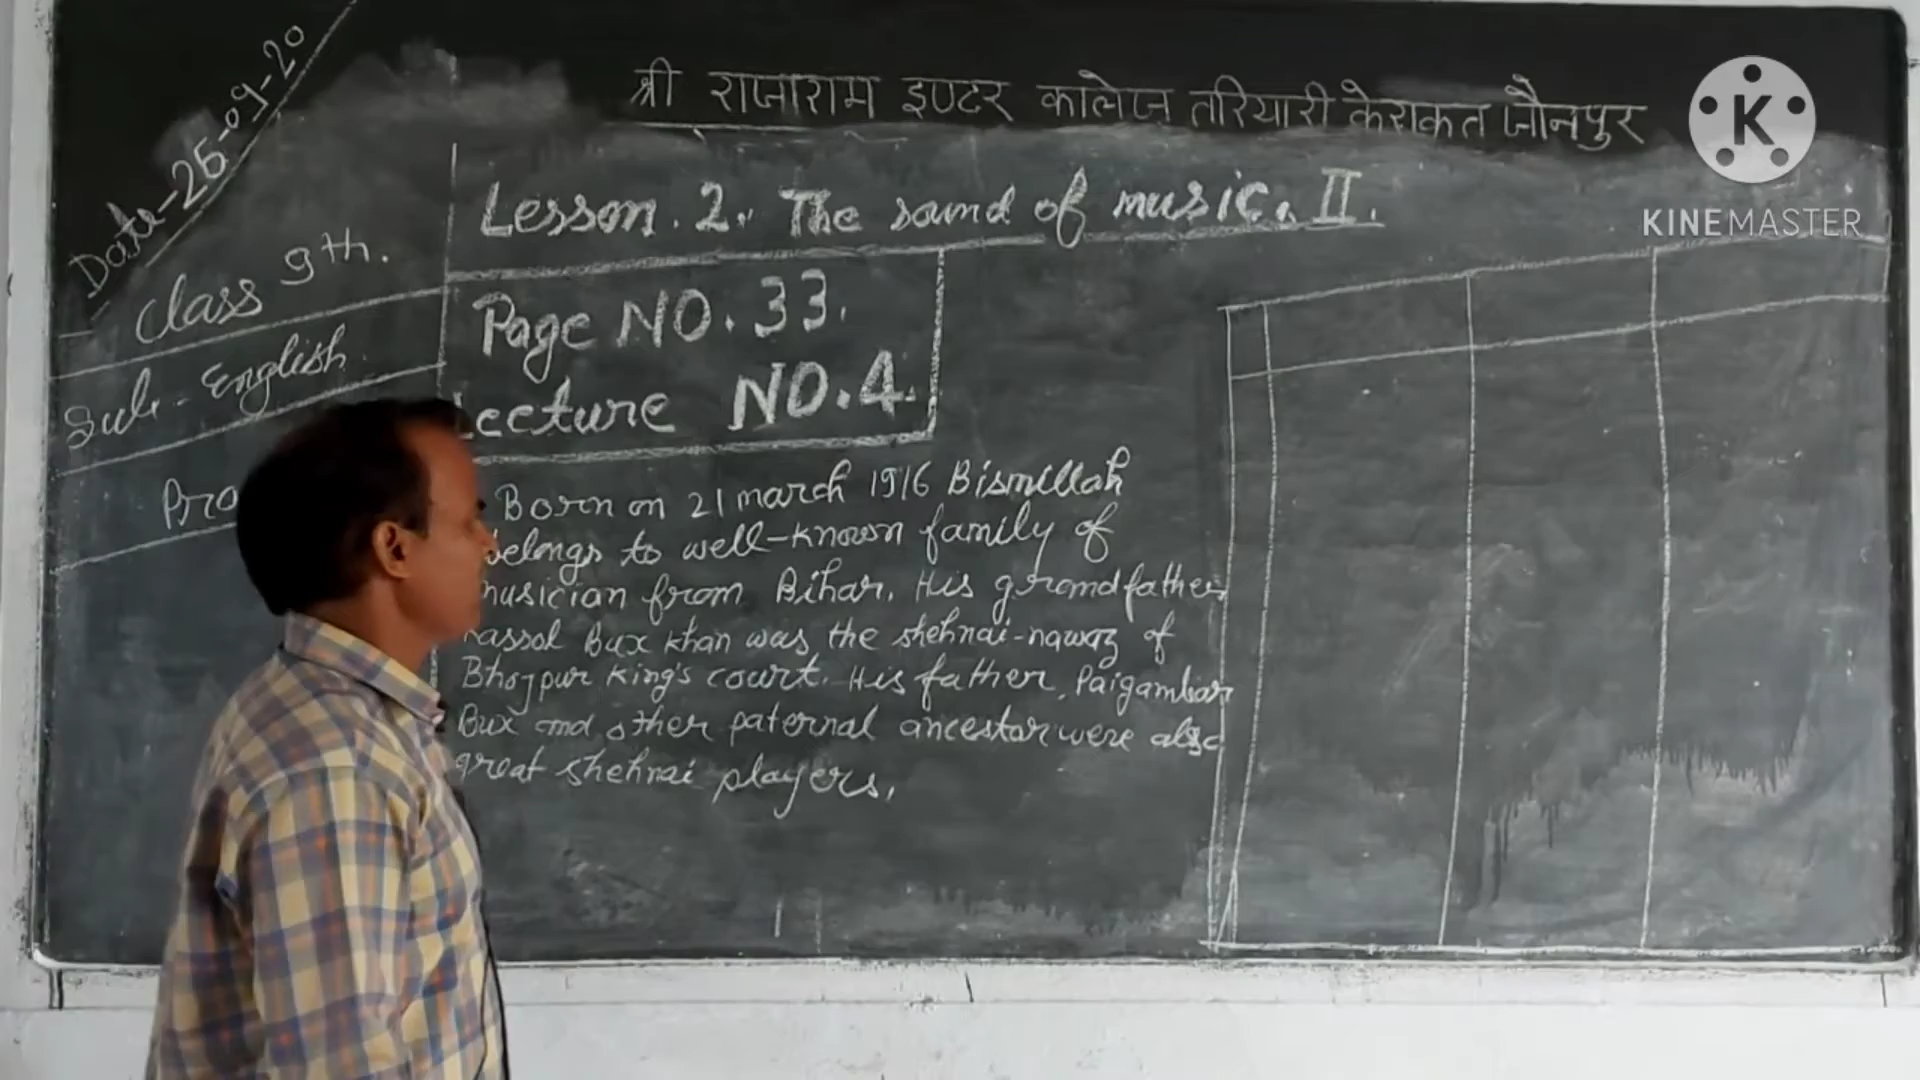 श्री राजाराम इण्टर कालेज तरियारी केराकत जौनपुर
Date-26-09-20
Class 9th.
Sub-English
Lesson.2. The sound of music. II.
Page NO.33.
Lecture NO.4.
Born on 21 march 1916 Bismillah
belongs to well-known family of
musician from Bihar. His grandfather
rassol Bux khan was the shehnai-nawaz of
Bhojpur king's court. His father, Paigambar
Bux and other paternal ancestor were also
great shehnai players.
K
KINEMASTER